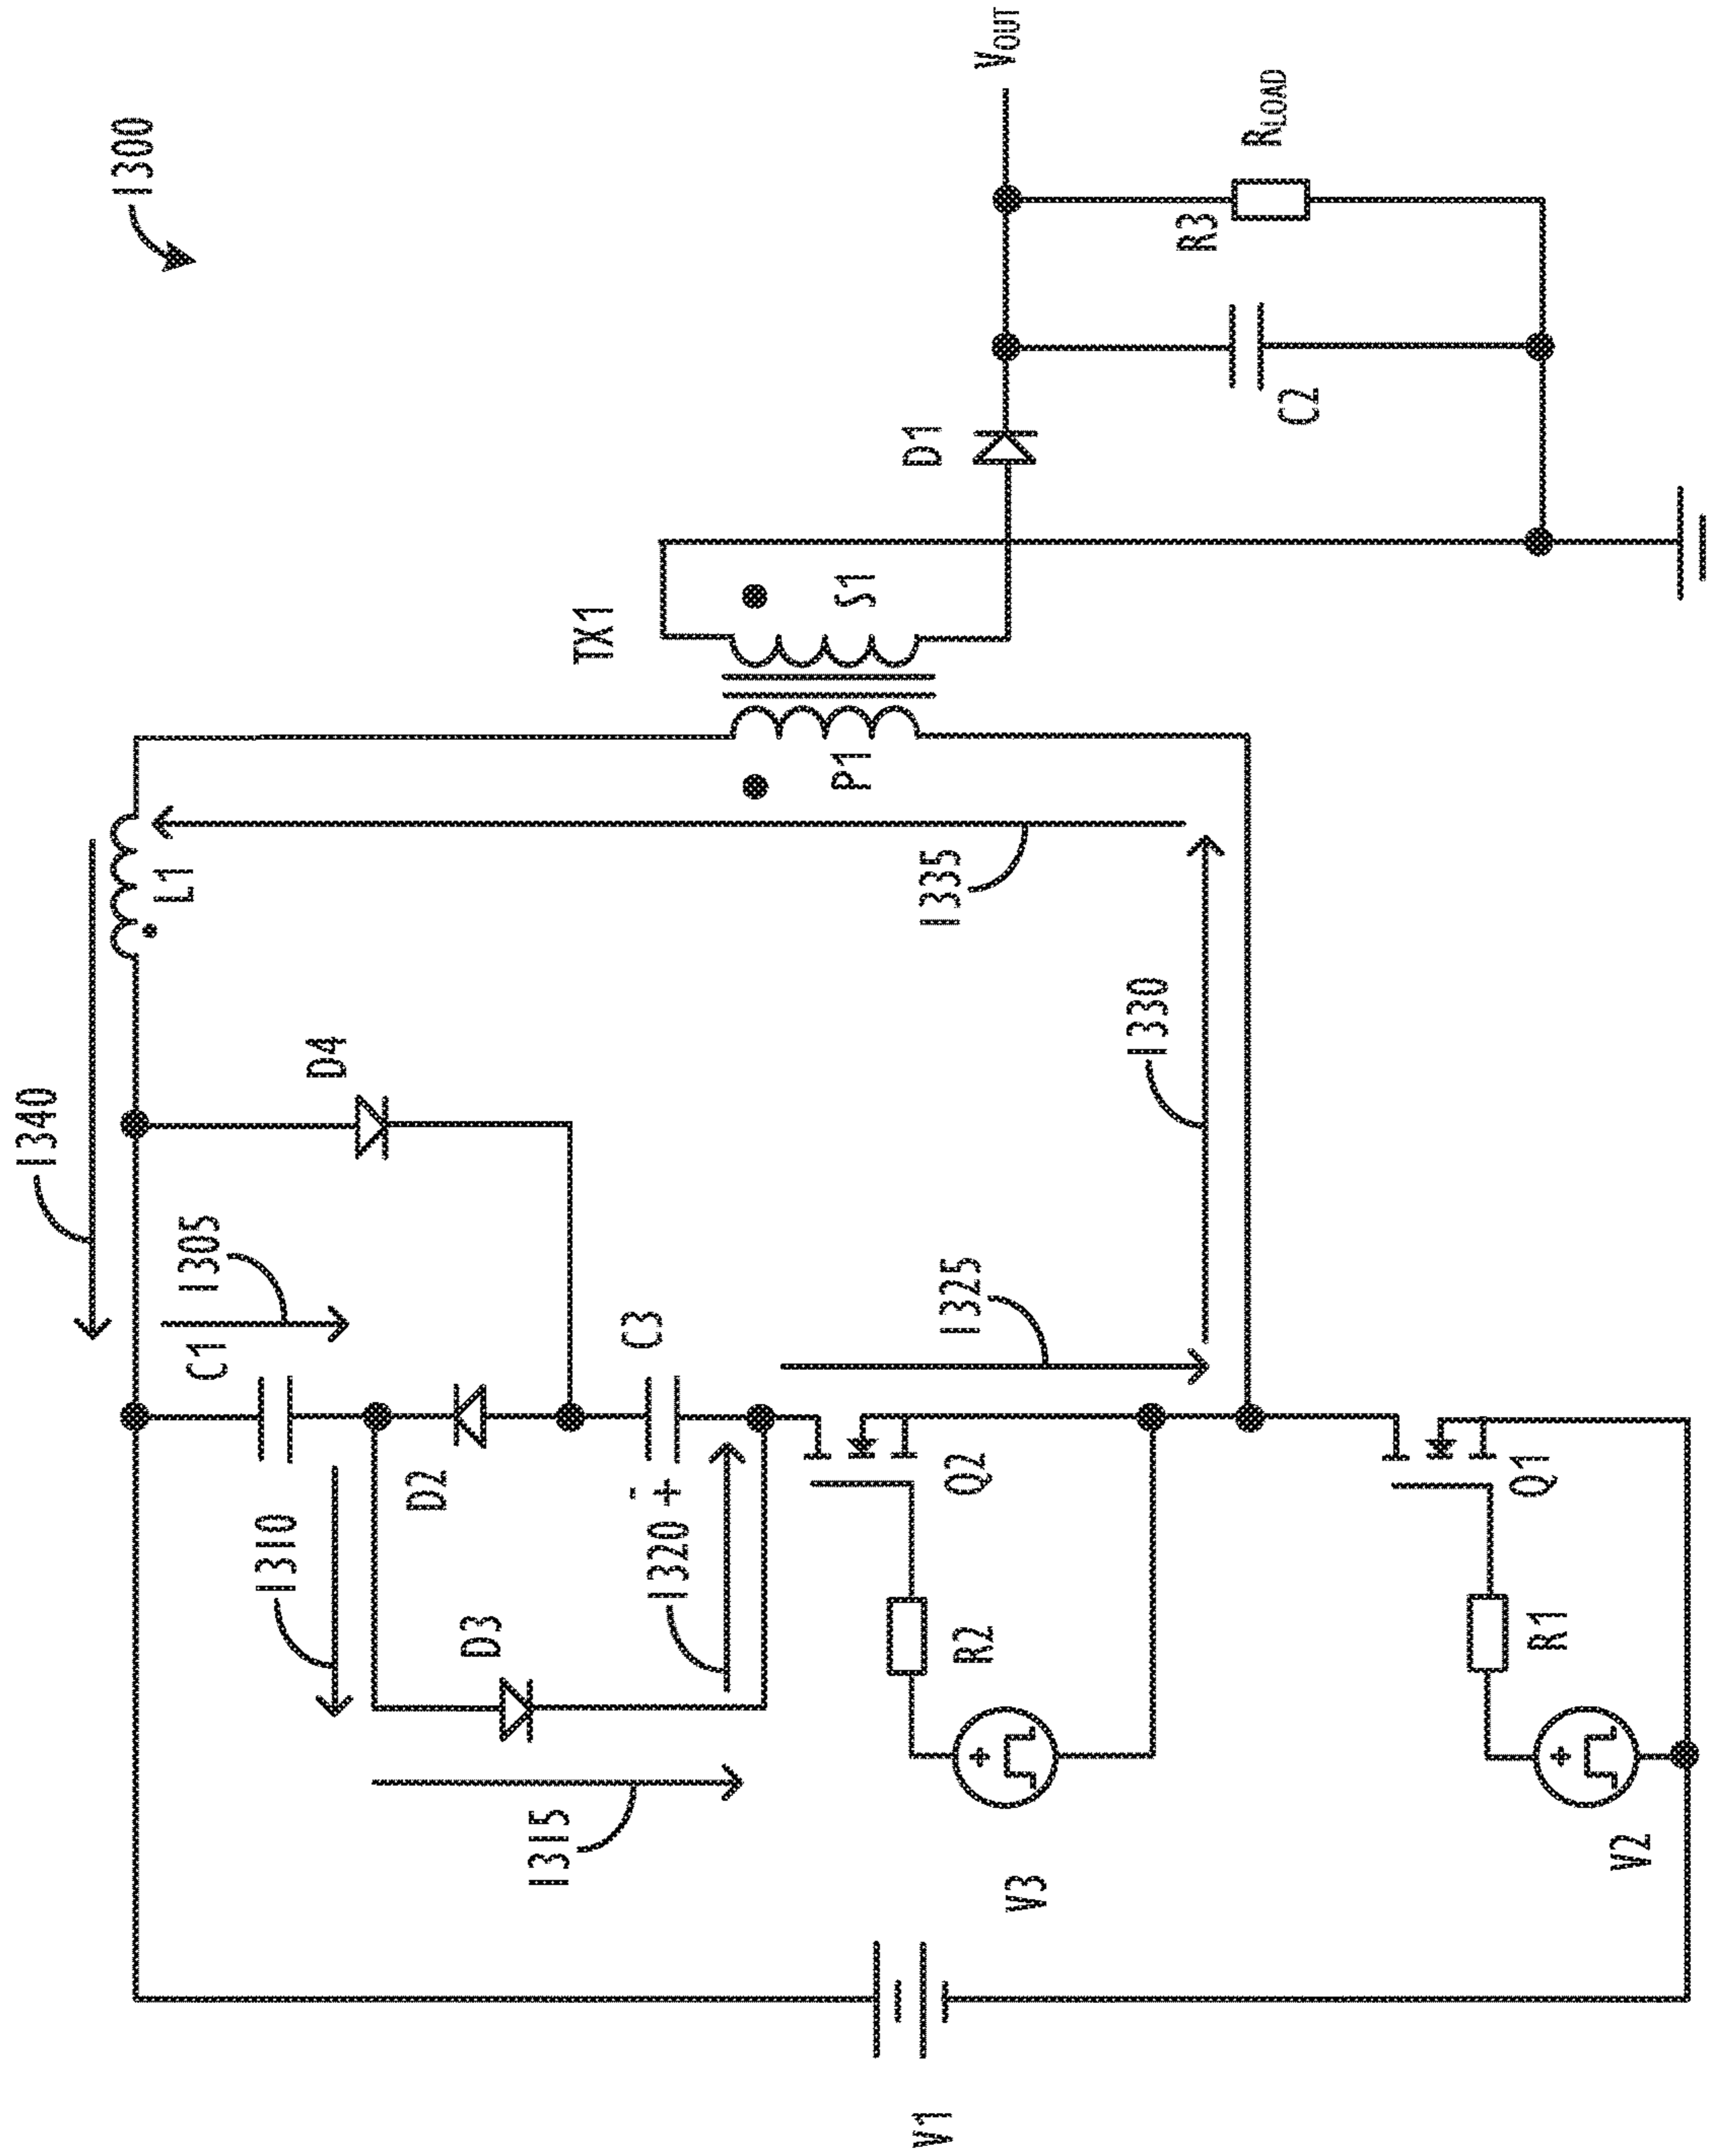 1300
VOUT
RLOAD
R3
C2
D1
TX1
S1
P1
L1
1340
1335
1330
D4
1305
C1
C3
1325
1310
D2
- +
1320
Q2
Q1
D3
R2
R1
1315
V3
V2
+
+
V1